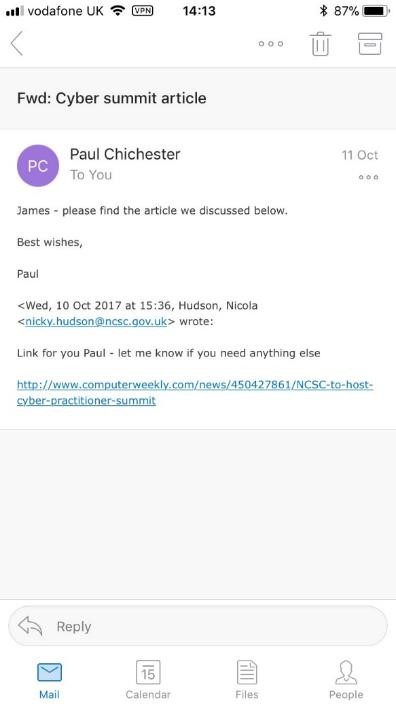 vodafone UK VPN 14:13 87%
Fwd: Cyber summit article
PC
Paul Chichester 11 Oct
To You
James - please find the article we discussed below.
Best wishes,
Paul
<Wed, 10 Oct 2017 at 15:36, Hudson, Nicola
<nicky.hudson@ncsc.gov.uk> wrote:
Link for you Paul - let me know if you need anything else
http://www.computerweekly.com/news/450427861/NCSC-to-host-
cyber-practitioner-summit
Reply
15
Mail Calendar Files People